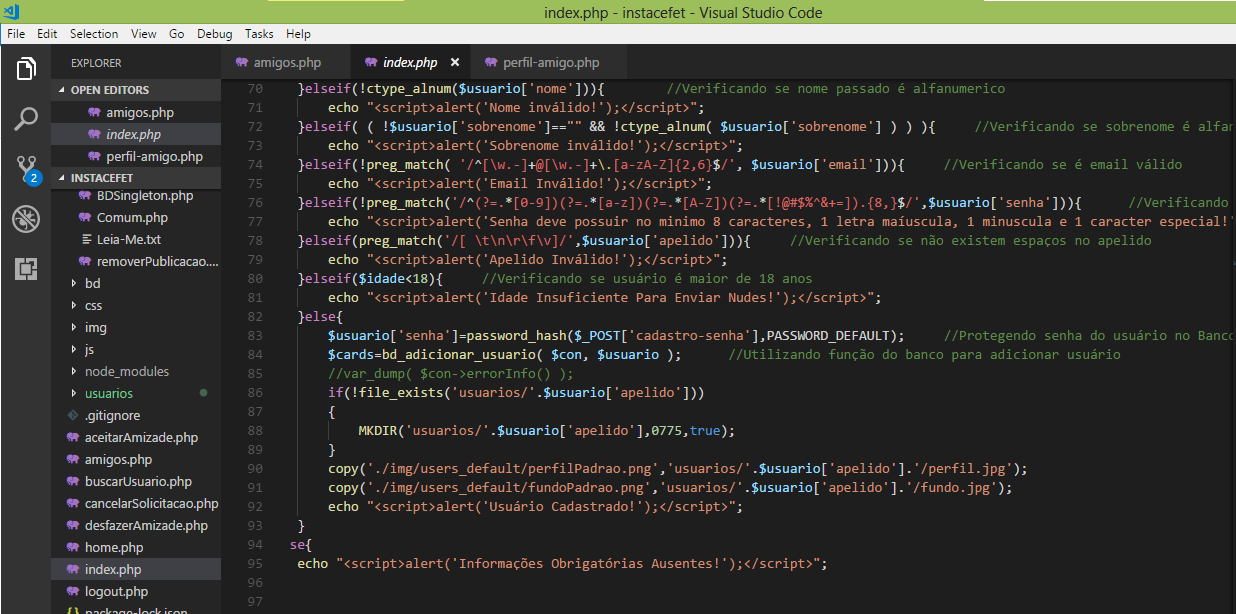 index.php - instacefet - Visual Studio Code
File Edit Selection View Go Debug Tasks Help
EXPLORER
OPEN EDITORS
amigos.php
index.php
perfil-amigo.php
INSTACEFET
BDSingleton.php
Comum.php
Leia-Me.txt
removerPublicacao....
bd
css
img
js
node_modules
usuarios
.gitignore
aceitarAmizade.php
amigos.php
buscarUsuario.php
cancelarSolicitacao.php
desfazerAmizade.php
home.php
index.php
logout.php
package-lock.json
2
amigos.php index.php × perfil-amigo.php
70 }elseif(!ctype_alnum($usuario['nome'])){ //Verificando se nome passado é alfanumerico
71 echo "<script>alert('Nome inválido!');</script>";
72 }elseif( ( !$usuario['sobrenome']=="" && !ctype_alnum( $usuario['sobrenome'] ) ) ){ //Verificando se sobrenome é alfan
73 echo "<script>alert('Sobrenome inválido!');</script>";
74 }elseif(!preg_match( '/^[\w.-]+@[\w.-]+\.[a-zA-Z]{2,6}$/', $usuario['email'])){ //Verificando se é email válido
75 echo "<script>alert('Email Inválido!');</script>";
76 }elseif(!preg_match('/^(?=.*[0-9])(?=.*[a-z])(?=.*[A-Z])(?=.*[!@#$%^&+=]).{8,}$/',$usuario['senha'])){ //Verificando
77 echo "<script>alert('Senha deve possuir no minimo 8 caracteres, 1 letra maíuscula, 1 minuscula e 1 caracter especial!'
78 }elseif(preg_match('/[ \t\n\r\f\v]/',$usuario['apelido'])){ //Verificando se não existem espaços no apelido
79 echo "<script>alert('Apelido Inválido!');</script>";
80 }elseif($idade<18){ //Verificando se usuário é maior de 18 anos
81 echo "<script>alert('Idade Insuficiente Para Enviar Nudes!');</script>";
82 }else{
83 $usuario['senha']=password_hash($_POST['cadastro-senha'],PASSWORD_DEFAULT); //Protegendo senha do usuário no Banco
84 $cards=bd_adicionar_usuario( $con, $usuario ); //Utilizando função do banco para adicionar usuário
85 //var_dump( $con->errorInfo() );
86 if(!file_exists('usuarios/'.$usuario['apelido']))
87 {
88 MKDIR('usuarios/'.$usuario['apelido'],0775,true);
89 }
90 copy('./img/users_default/perfilPadrao.png','usuarios/'.$usuario['apelido'].'/perfil.jpg');
91 copy('./img/users_default/fundoPadrao.png','usuarios/'.$usuario['apelido'].'/fundo.jpg');
92 echo "<script>alert('Usuário Cadastrado!');</script>";
93 }
94 se{
95 echo "<script>alert('Informações Obrigatórias Ausentes!');</script>";
96
97